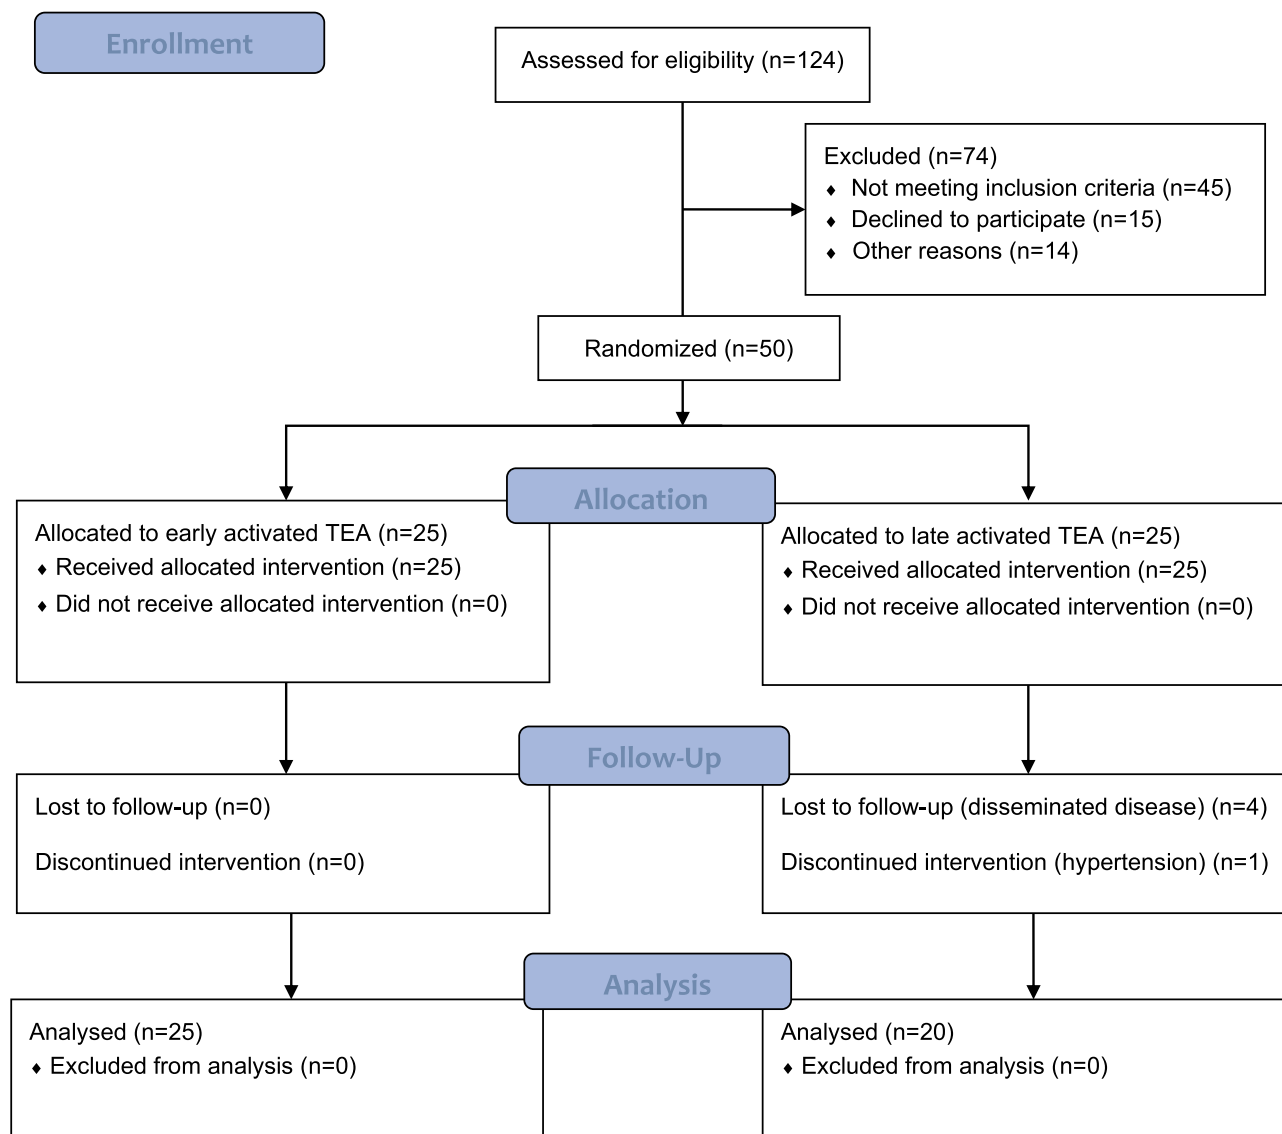 Enrollment
Assessed for eligibility (n=124)
Excluded (n=74)
♦ Not meeting inclusion criteria (n=45)
♦ Declined to participate (n=15)
♦ Other reasons (n=14)
Randomized (n=50)
Allocation
Allocated to early activated TEA (n=25)
♦ Received allocated intervention (n=25)
♦ Did not receive allocated intervention (n=0)
Allocated to late activated TEA (n=25)
♦ Received allocated intervention (n=25)
♦ Did not receive allocated intervention (n=0)
Follow-Up
Lost to follow-up (n=0)
Discontinued intervention (n=0)
Lost to follow-up (disseminated disease) (n=4)
Discontinued intervention (hypertension) (n=1)
Analysis
Analysed (n=25)
♦ Excluded from analysis (n=0)
Analysed (n=20)
♦ Excluded from analysis (n=0)